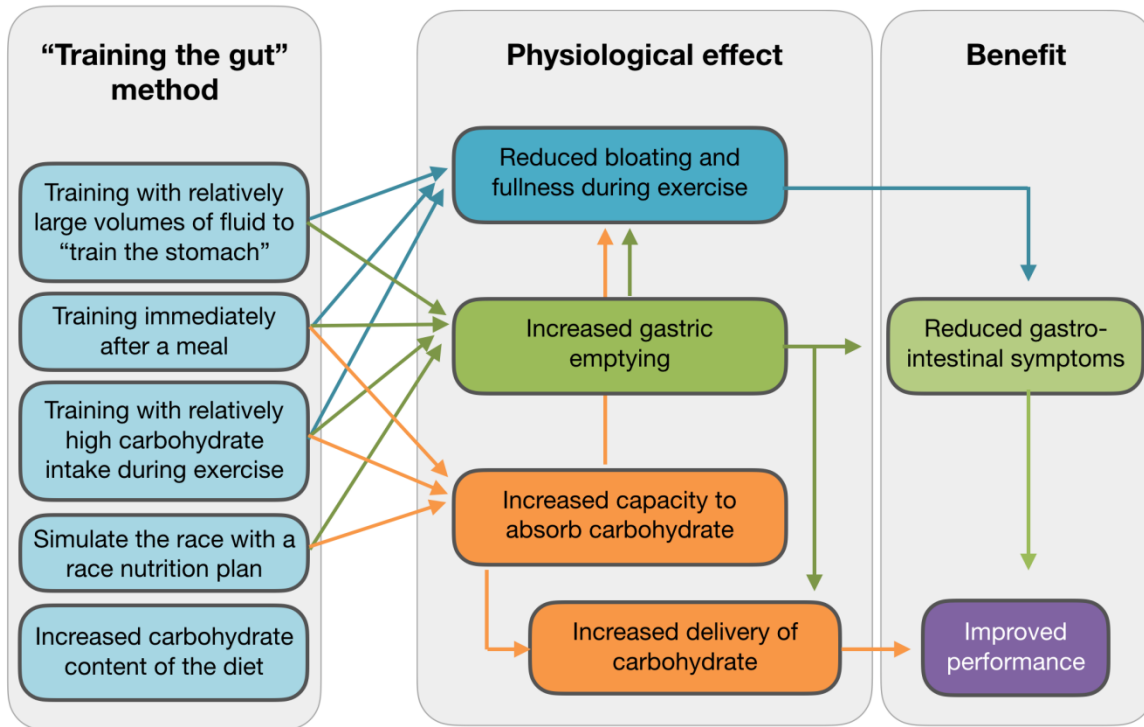 “Training the gut”
method
Training with relatively
large volumes of fluid to
“train the stomach”
Training immediately
after a meal
Training with relatively
high carbohydrate
intake during exercise
Simulate the race with a
race nutrition plan
Increased carbohydrate
content of the diet
Physiological effect
Reduced bloating and
fullness during exercise
Increased gastric
emptying
Increased capacity to
absorb carbohydrate
Increased delivery of
carbohydrate
Benefit
Reduced gastro-
intestinal symptoms
Improved
performance